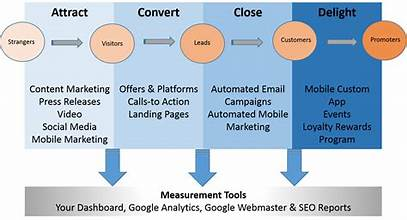 Attract
Convert
Close
Delight
Strangers
Visitors
Leads
Customers
Promoters
Content Marketing
Press Releases
Video
Social Media
Mobile Marketing
Offers & Platforms
Calls-to Action
Landing Pages
Automated Email
Campaigns
Automated Mobile
Marketing
Mobile Custom
App
Events
Loyalty Rewards
Program
Measurement Tools
Your Dashboard, Google Analytics, Google Webmaster & SEO Reports